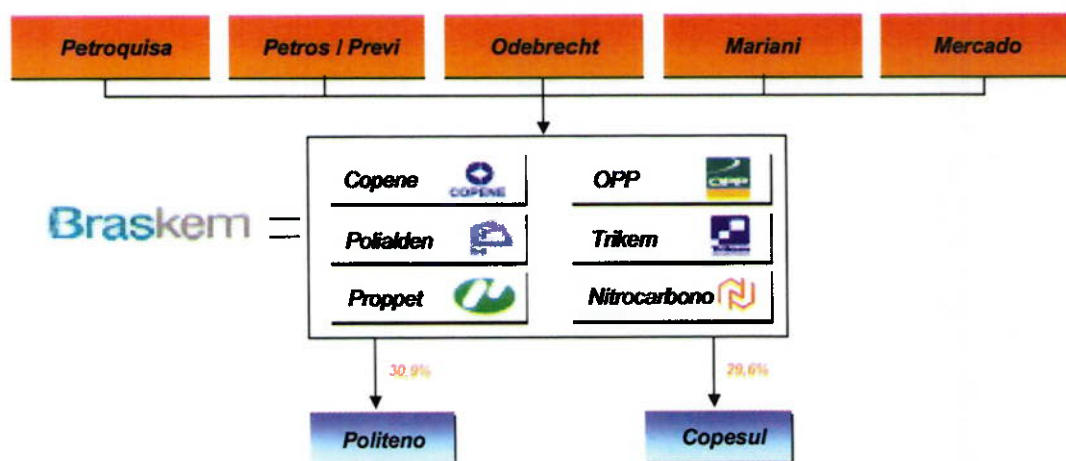 Petroquisa
Petros / Previ
Odebrecht
Mariani
Mercado
Copene
COPENE
OPP
OPP
Braskem
Polialden
Trikem
Proppet
Nitrocarbono
30,9%
29,6%
Politeno
Copesul